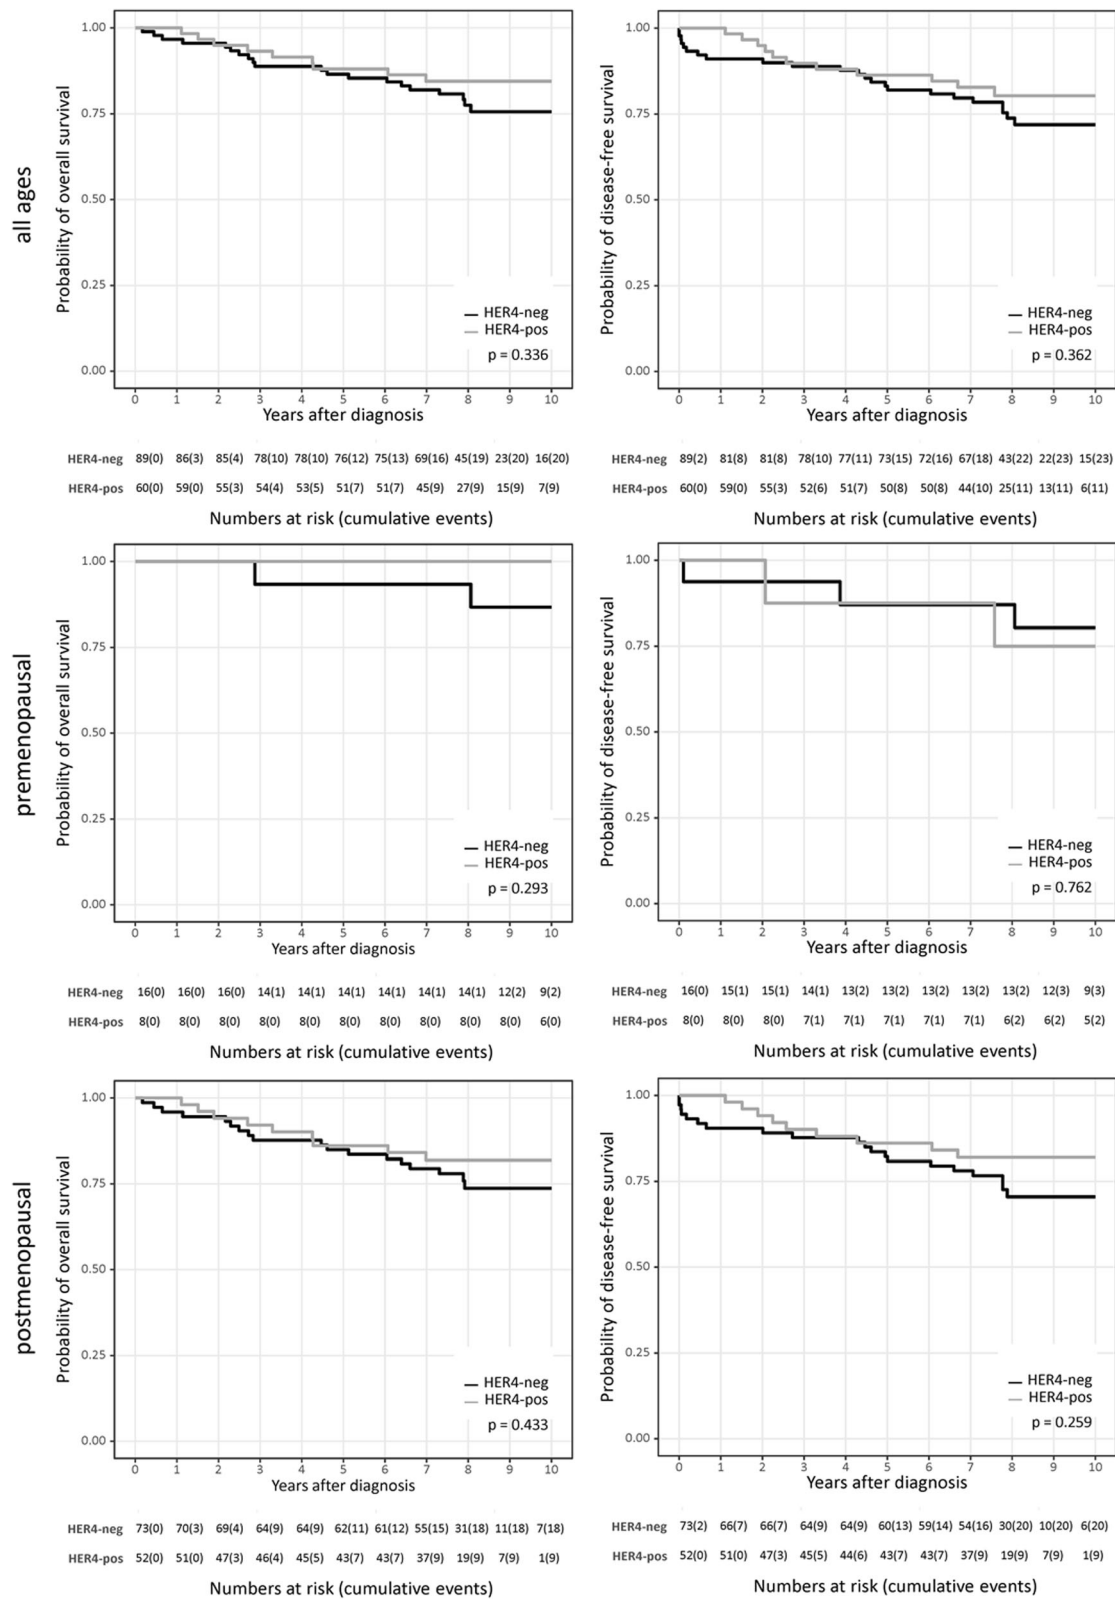 all ages
Probability of overall survival
1.00
0.75
0.50
0.25
0.00
HER4-neg
HER4-pos
p = 0.336
0 1 2 3 4 5 6 7 8 9 10
Years after diagnosis
HER4-neg 89(0) 86(3) 85(4) 78(10) 78(10) 76(12) 75(13) 69(16) 45(19) 23(20) 16(20)
HER4-pos 60(0) 59(0) 55(3) 54(4) 53(5) 51(7) 51(7) 45(9) 27(9) 15(9) 7(9)
Numbers at risk (cumulative events)
Probability of disease-free survival
1.00
0.75
0.50
0.25
0.00
HER4-neg
HER4-pos
p = 0.362
0 1 2 3 4 5 6 7 8 9 10
Years after diagnosis
HER4-neg 89(2) 81(8) 81(8) 78(10) 77(11) 73(15) 72(16) 67(18) 43(22) 22(23) 15(23)
HER4-pos 60(0) 59(0) 55(3) 52(6) 51(7) 50(8) 50(8) 44(10) 25(11) 13(11) 6(11)
Numbers at risk (cumulative events)
premenopausal
Probability of overall survival
1.00
0.75
0.50
0.25
0.00
HER4-neg
HER4-pos
p = 0.293
0 1 2 3 4 5 6 7 8 9 10
Years after diagnosis
HER4-neg 16(0) 16(0) 16(0) 14(1) 14(1) 14(1) 14(1) 14(1) 14(1) 12(2) 9(2)
HER4-pos 8(0) 8(0) 8(0) 8(0) 8(0) 8(0) 8(0) 8(0) 8(0) 8(0) 6(0)
Numbers at risk (cumulative events)
Probability of disease-free survival
1.00
0.75
0.50
0.25
0.00
HER4-neg
HER4-pos
p = 0.762
0 1 2 3 4 5 6 7 8 9 10
Years after diagnosis
HER4-neg 16(0) 15(1) 15(1) 14(1) 13(2) 13(2) 13(2) 13(2) 13(2) 12(3) 9(3)
HER4-pos 8(0) 8(0) 8(0) 7(1) 7(1) 7(1) 7(1) 7(1) 6(2) 6(2) 5(2)
Numbers at risk (cumulative events)
postmenopausal
Probability of overall survival
1.00
0.75
0.50
0.25
0.00
HER4-neg
HER4-pos
p = 0.433
0 1 2 3 4 5 6 7 8 9 10
Years after diagnosis
HER4-neg 73(0) 70(3) 69(4) 64(9) 64(9) 62(11) 61(12) 55(15) 31(18) 11(18) 7(18)
HER4-pos 52(0) 51(0) 47(3) 46(4) 45(5) 43(7) 43(7) 37(9) 19(9) 7(9) 1(9)
Numbers at risk (cumulative events)
Probability of disease-free survival
1.00
0.75
0.50
0.25
0.00
HER4-neg
HER4-pos
p = 0.259
0 1 2 3 4 5 6 7 8 9 10
Years after diagnosis
HER4-neg 73(2) 66(7) 66(7) 64(9) 64(9) 60(13) 59(14) 54(16) 30(20) 10(20) 6(20)
HER4-pos 52(0) 51(0) 47(3) 45(5) 44(6) 43(7) 43(7) 37(9) 19(9) 7(9) 1(9)
Numbers at risk (cumulative events)